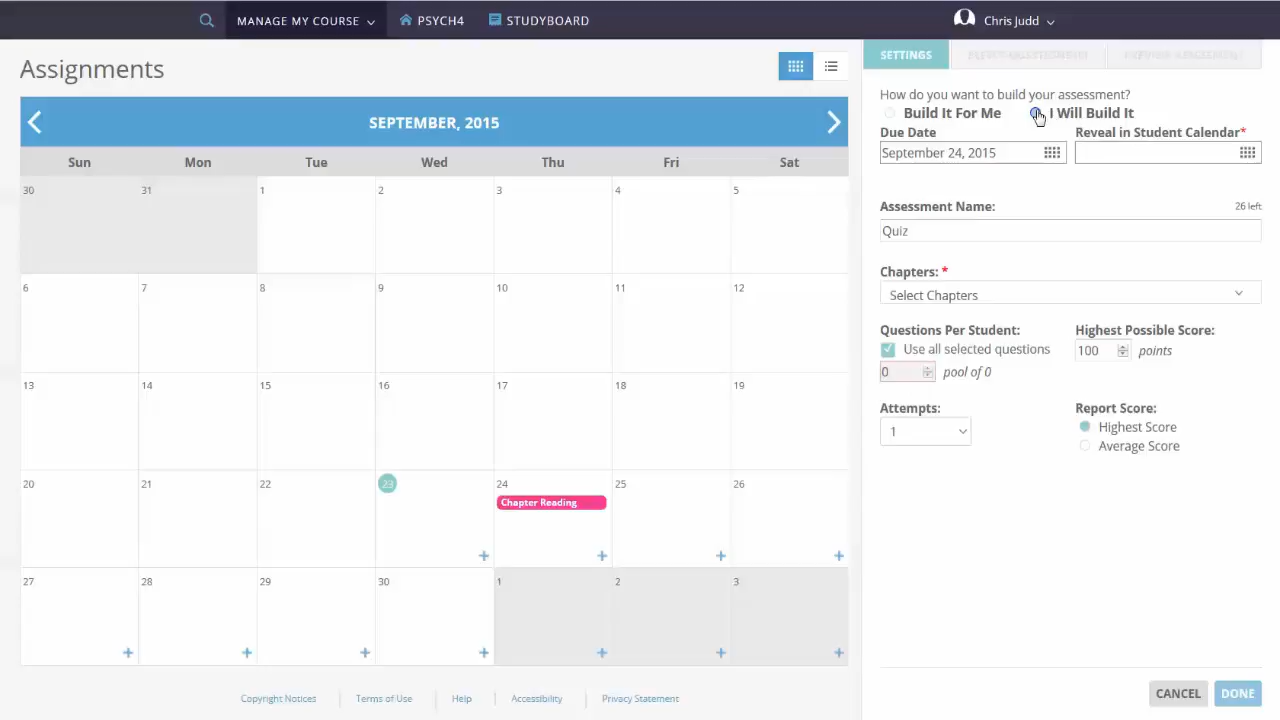 MANAGE MY COURSE PSYCH4 STUDYBOARD Chris Judd
Assignments
SEPTEMBER, 2015
Sun Mon Tue Wed Thu Fri Sat
30 31 1 2 3 4 5
6 7 8 9 10 11 12
13 14 15 16 17 18 19
20 21 22 23 24 25 26
Chapter Reading
+ + + +
27 28 29 30 1 2 3
+ + + + + + +
Copyright Notices Terms of Use Help Accessibility Privacy Statement
SETTINGS
How do you want to build your assessment?
Build It For Me I Will Build It
Due Date Reveal in Student Calendar*
September 24, 2015
Assessment Name: 26 left
Quiz
Chapters: *
Select Chapters
Questions Per Student: Highest Possible Score:
Use all selected questions 100 points
0 pool of 0
Attempts: Report Score:
1 Highest Score
Average Score
CANCEL DONE